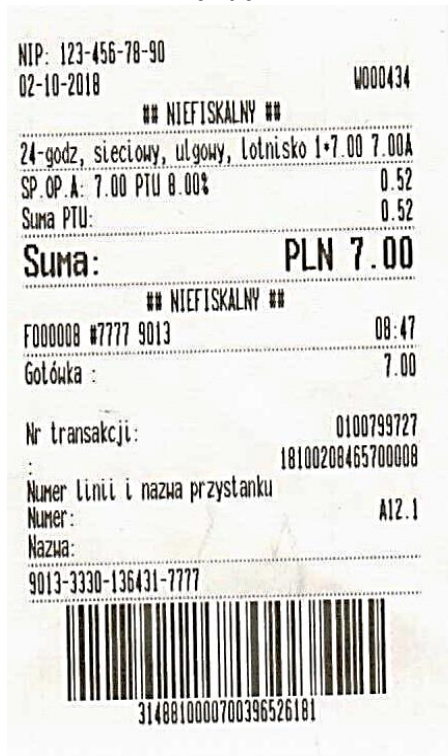 NIP: 123-456-78-90
02-10-2018 W000434
## NIEFISKALNY ##
24-godz, sieciowy, ulgowy, lotnisko 1*7.00 7.00A
SP.OP.A: 7.00 PTU 8.00% 0.52
Suma PTU: 0.52
Suma: PLN 7.00
## NIEFISKALNY ##
F000008 #7777 9013 08:47
Gotówka : 7.00
Nr transakcji: 0100799727
: 18100208465700008
Numer linii i nazwa przystanku
Numer: A12.1
Nazwa:
9013-3330-136431-7777
3148810000700396526181